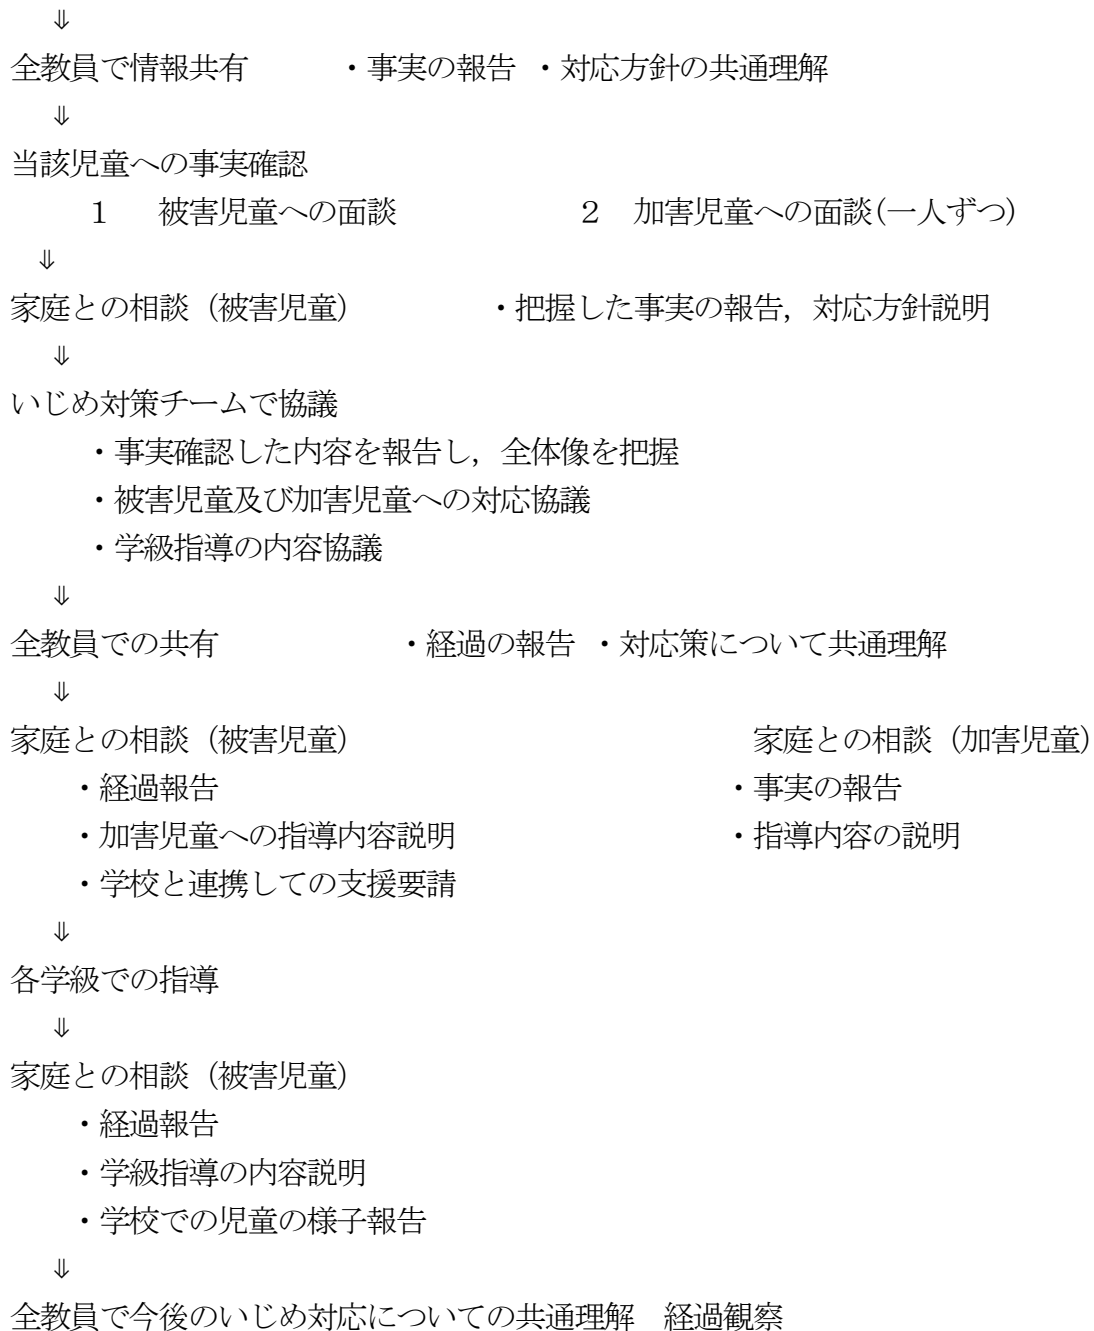 ⇓
全教員で情報共有　　　・事実の報告　・対応方針の共通理解
⇓
当該児童への事実確認
１　被害児童への面談　　　　　　２　加害児童への面談(一人ずつ)
⇓
家庭との相談（被害児童）　　　　　・把握した事実の報告，対応方針説明
⇓
いじめ対策チームで協議
・事実確認した内容を報告し，全体像を把握
・被害児童及び加害児童への対応協議
・学級指導の内容協議
⇓
全教員での共有　　　　　　・経過の報告　・対応策について共通理解
⇓
家庭との相談（被害児童）　　　　　　　　　　　　　家庭との相談（加害児童）
・経過報告　　　　　　　　　　　　　　　　　・事実の報告
・加害児童への指導内容説明　　　　　　　　　・指導内容の説明
・学校と連携しての支援要請
⇓
各学級での指導
⇓
家庭との相談（被害児童）
・経過報告
・学級指導の内容説明
・学校での児童の様子報告
⇓
全教員で今後のいじめ対応についての共通理解　経過観察